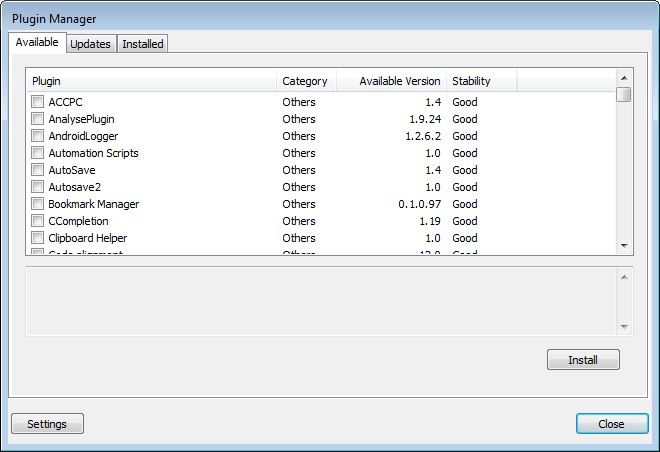 Plugin Manager
Available Updates Installed
Plugin Category Available Version Stability
ACCPC Others 1.4 Good
AnalysePlugin Others 1.9.24 Good
AndroidLogger Others 1.2.6.2 Good
Automation Scripts Others 1.0 Good
AutoSave Others 1.4 Good
Autosave2 Others 1.0 Good
Bookmark Manager Others 0.1.0.97 Good
CCompletion Others 1.19 Good
Clipboard Helper Others 1.0 Good
Code alignment Others Good
Install
Settings Close